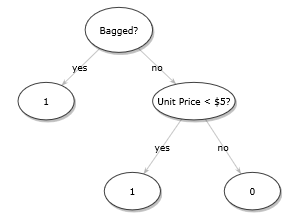 Bagged?
yes
no
1
Unit Price < $5?
yes
no
1
0